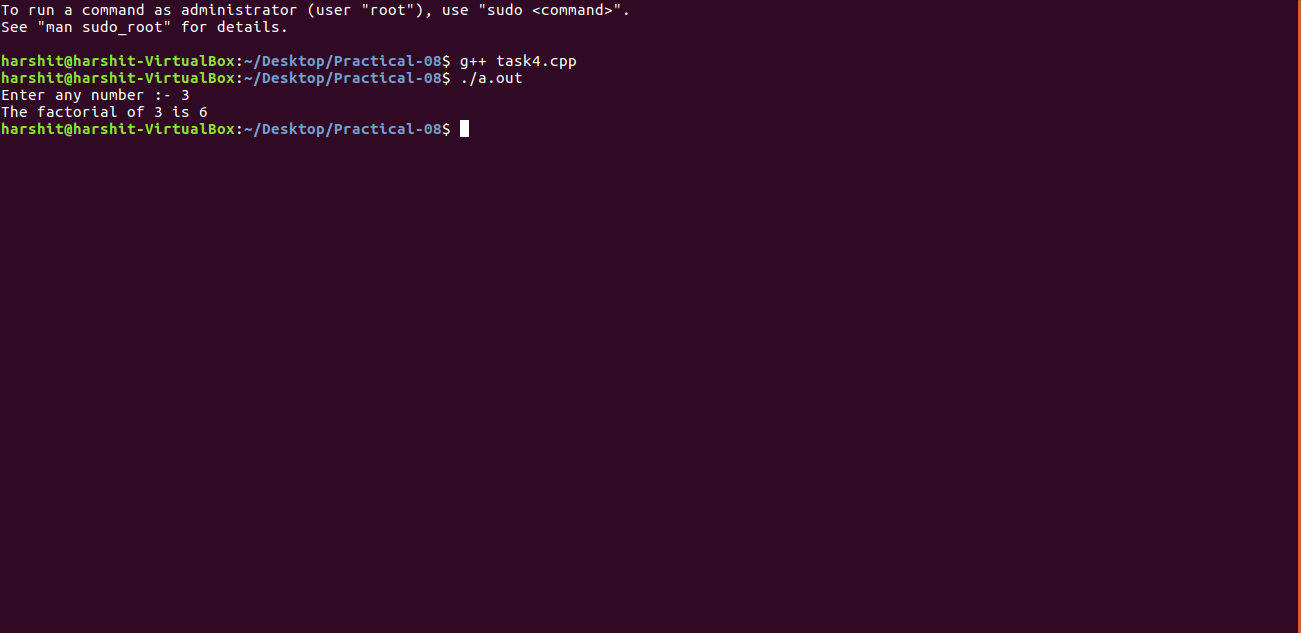 To run a command as administrator (user "root"), use "sudo <command>".
See "man sudo_root" for details.
harshit@harshit-VirtualBox:~/Desktop/Practical-08$ g++ task4.cpp
harshit@harshit-VirtualBox:~/Desktop/Practical-08$ ./a.out
Enter any number :- 3
The factorial of 3 is 6
harshit@harshit-VirtualBox:~/Desktop/Practical-08$